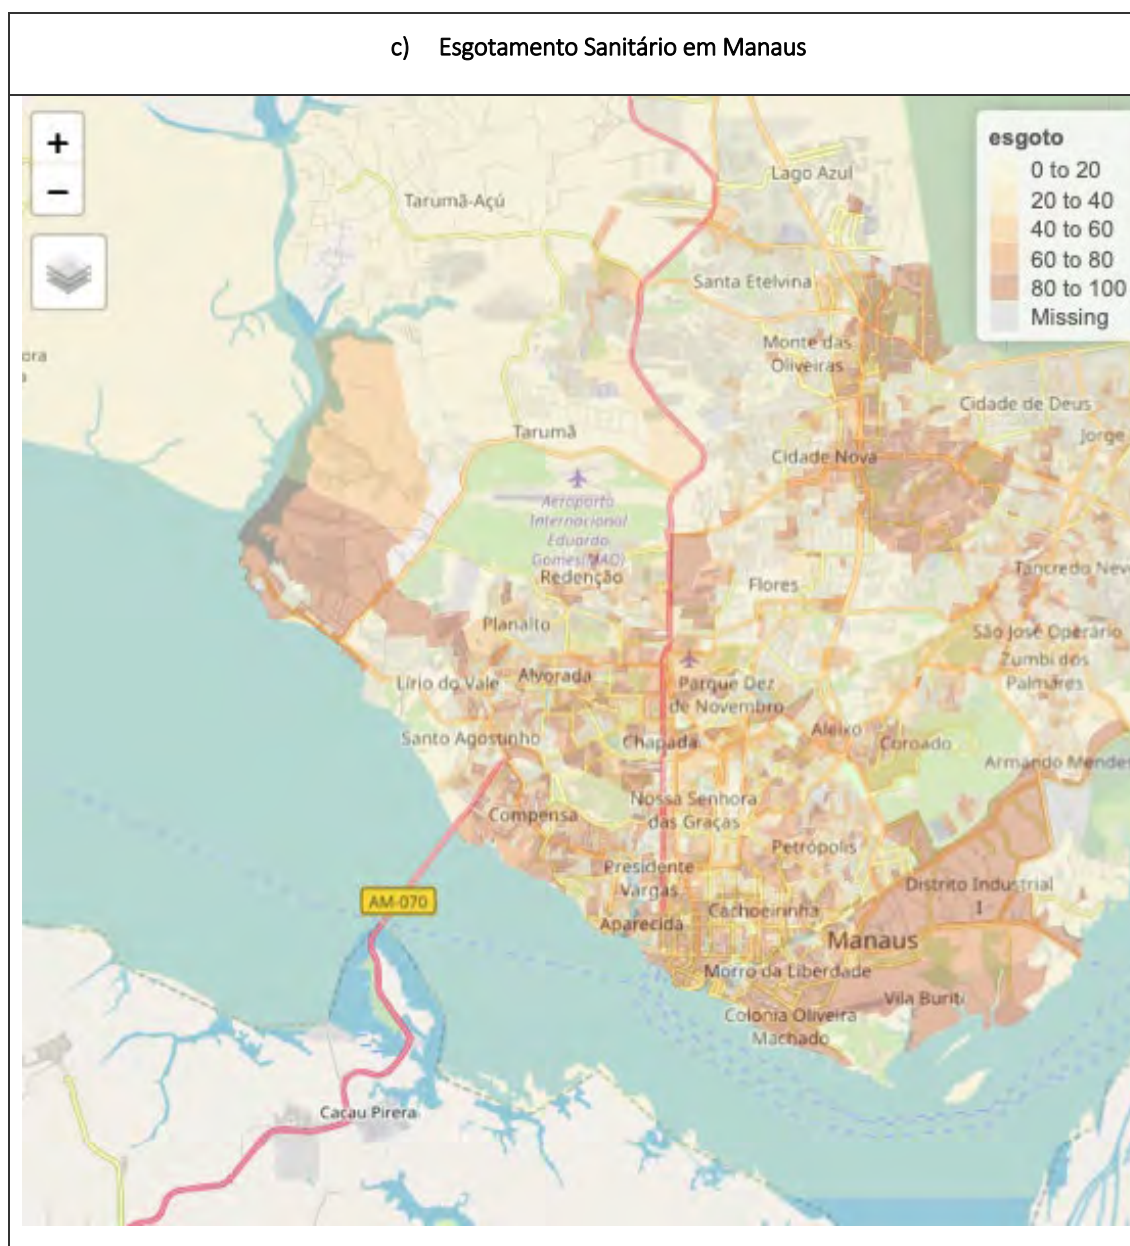 c) Esgotamento Sanitário em Manaus
+
−
esgoto
0 to 20
20 to 40
40 to 60
60 to 80
80 to 100
Missing
Lago Azul
Tarumã-Açú
Santa Etelvina
Monte das
Oliveiras
ora
a
Cidade de Deus
Jorge
Tarumã
Cidade Nova
Aeroporto
Internacional
Eduardo
Gomes(MAO)
Redenção
Tancredo Neve
Flores
Planalto
São José Operário
Zumbi dos
Palmares
Alvorada
Lírio do Vale
Parque Dez
de Novembro
Aleixo
Santo Agostinho
Chapada
Coroado
Armando Mendes
Nossa Senhora
das Graças
Compensa
Petrópolis
Presidente
Vargas
Distrito Industrial
I
AM-070
Aparecida
Cachoeirinha
Manaus
Morro da Liberdade
Vila Buriti
Colônia Oliveira
Machado
Cacau Pirera